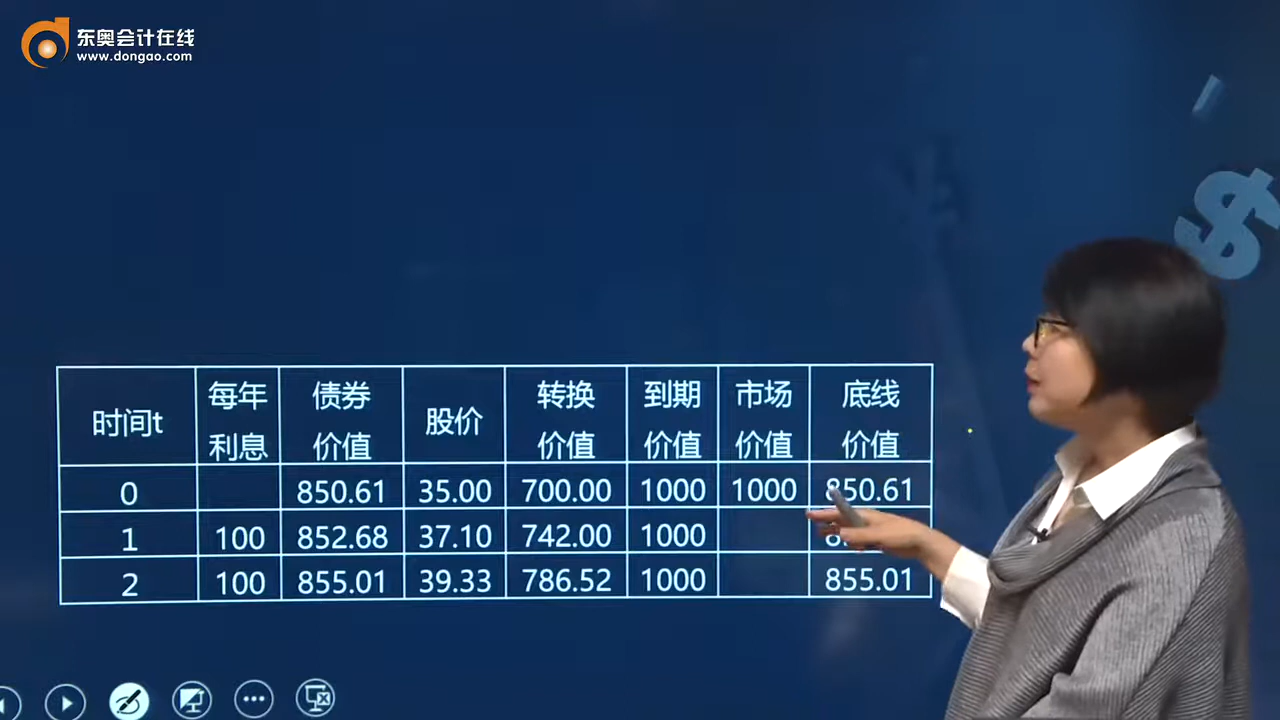 东奥会计在线
www.dongao.com
时间t 每年利息 债券价值 股价 转换价值 到期价值 市场价值 底线价值
0 850.61 35.00 700.00 1000 1000 850.61
1 100 852.68 37.10 742.00 1000
2 100 855.01 39.33 786.52 1000 855.01
$